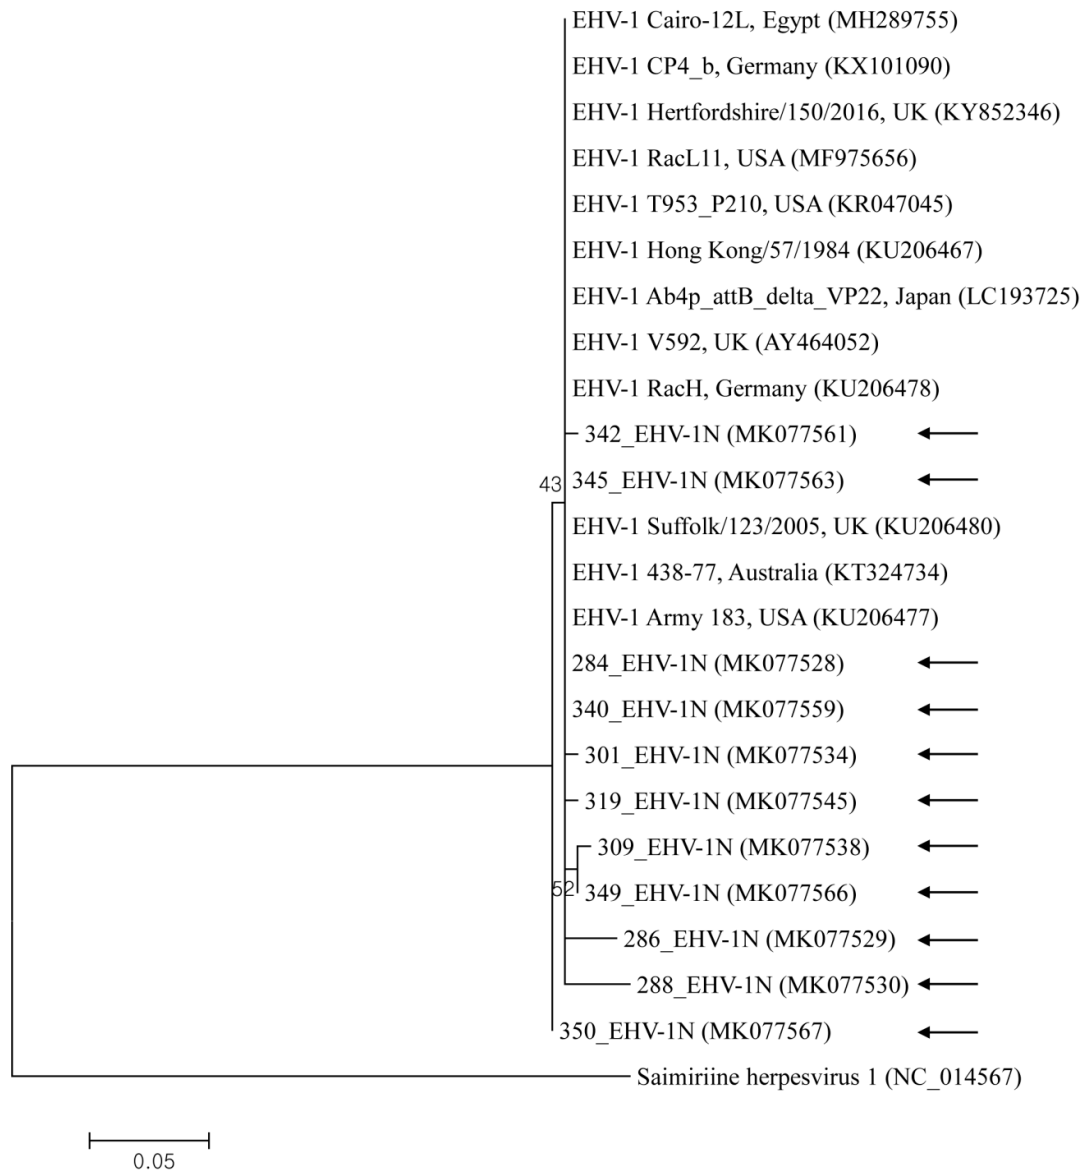 EHV-1 Cairo-12L, Egypt (MH289755)
EHV-1 CP4_b, Germany (KX101090)
EHV-1 Hertfordshire/150/2016, UK (KY852346)
EHV-1 RacL11, USA (MF975656)
EHV-1 T953_P210, USA (KR047045)
EHV-1 Hong Kong/57/1984 (KU206467)
EHV-1 Ab4p_attB_delta_VP22, Japan (LC193725)
EHV-1 V592, UK (AY464052)
EHV-1 RacH, Germany (KU206478)
342_EHV-1N (MK077561)
43
345_EHV-1N (MK077563)
EHV-1 Suffolk/123/2005, UK (KU206480)
EHV-1 438-77, Australia (KT324734)
EHV-1 Army 183, USA (KU206477)
284_EHV-1N (MK077528)
340_EHV-1N (MK077559)
301_EHV-1N (MK077534)
319_EHV-1N (MK077545)
309_EHV-1N (MK077538)
52
349_EHV-1N (MK077566)
286_EHV-1N (MK077529)
288_EHV-1N (MK077530)
350_EHV-1N (MK077567)
Saimiriine herpesvirus 1 (NC_014567)
0.05